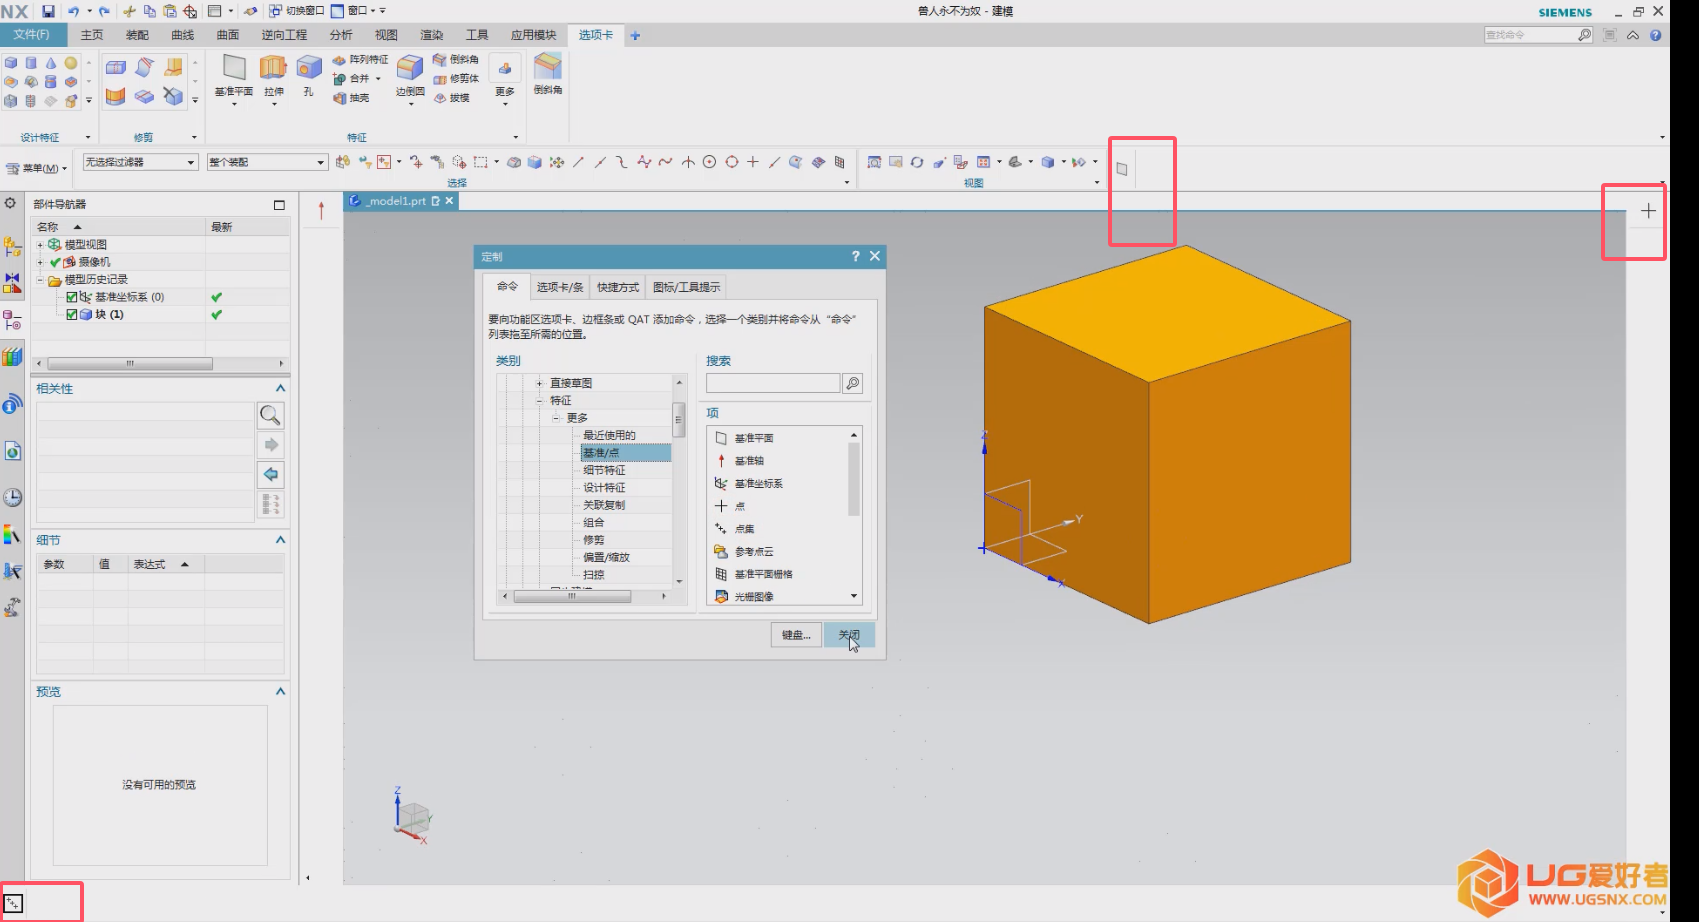 NX 切换窗口 窗口 兽人永不为奴 - 建模 SIEMENS
文件(F) 主页 装配 曲线 曲面 逆向工程 分析 视图 渲染 工具 应用模块 选项卡 查找命令
基准平面 拉伸 孔 阵列特征 合并 抽壳 边倒圆 倒斜角 修剪体 拔模 更多 倒斜角
设计特征 修剪 特征
菜单(M) 无选择过滤器 整个装配
选择 视图
部件导航器
_model1.prt
名称 最新
模型视图
摄像机
模型历史记录
基准坐标系 (0)
块 (1)
相关性
细节
参数 值 表达式
预览
没有可用的预览
定制
命令 选项卡/条 快捷方式 图标/工具提示
要向功能区选项卡、边框条或 QAT 添加命令，选择一个类别并将命令从“命令”
列表拖至所需的位置。
类别
直接草图
特征
更多
最近使用的
基准/点
细节特征
设计特征
关联复制
组合
修剪
偏置/缩放
扫掠
搜索
项
基准平面
基准轴
基准坐标系
点
点集
参考点云
基准平面栅格
光栅图像
键盘... 关闭
Z
Y
X
Z
Y
X
UG爱好者
WWW.UGSNX.COM